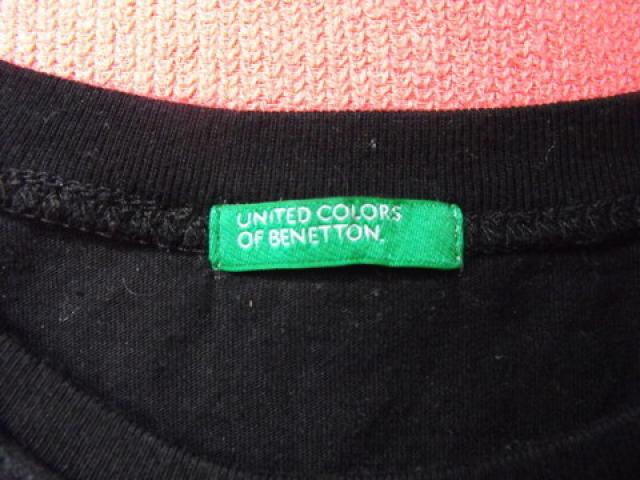 UNITED COLORS
OF BENETTON.